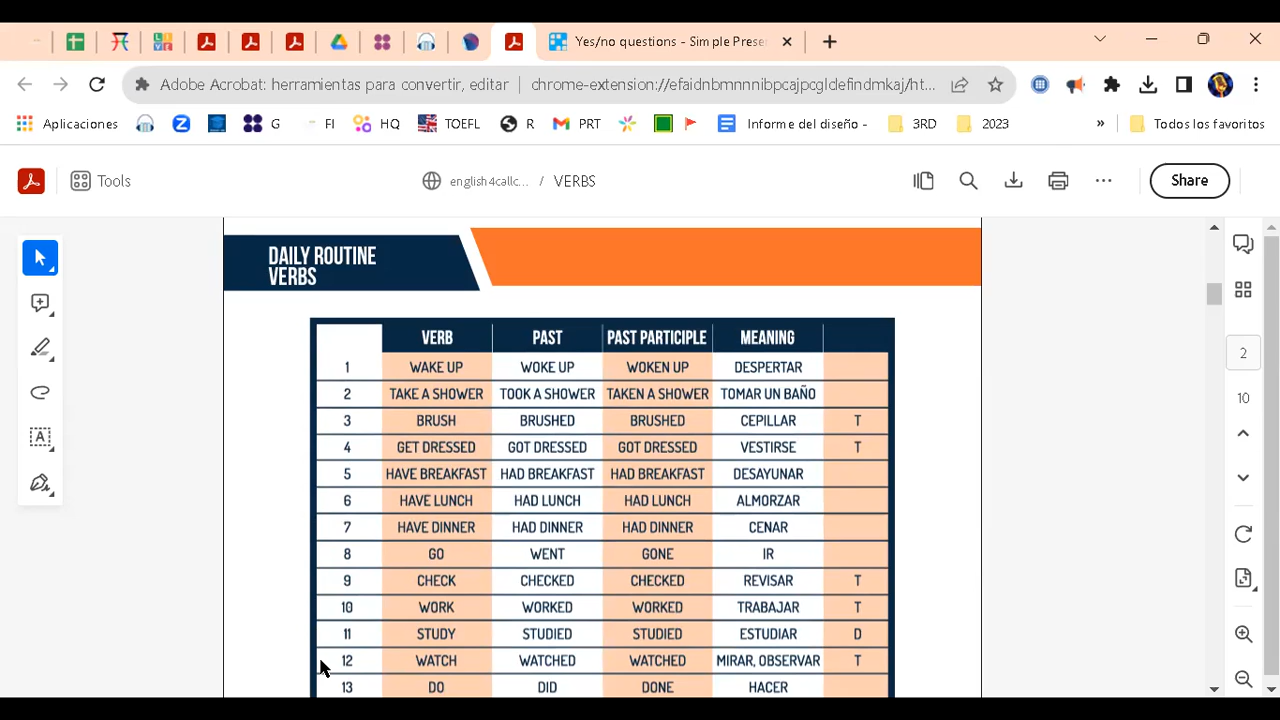 Yes/no questions - Simple Prese
Adobe Acrobat: herramientas para convertir, editar | chrome-extension://efaidnbmnnnibpcajpcglclefindmkaj/ht...
Aplicaciones G FI HQ TOEFL R PRT Informe del diseño - 3RD 2023 » Todos los favoritos
Tools english4callc... / VERBS Share
DAILY ROUTINE
VERBS
VERB PAST PAST PARTICIPLE MEANING
1 WAKE UP WOKE UP WOKEN UP DESPERTAR
2 TAKE A SHOWER TOOK A SHOWER TAKEN A SHOWER TOMAR UN BAÑO
3 BRUSH BRUSHED BRUSHED CEPILLAR T
4 GET DRESSED GOT DRESSED GOT DRESSED VESTIRSE T
5 HAVE BREAKFAST HAD BREAKFAST HAD BREAKFAST DESAYUNAR
6 HAVE LUNCH HAD LUNCH HAD LUNCH ALMORZAR
7 HAVE DINNER HAD DINNER HAD DINNER CENAR
8 GO WENT GONE IR
9 CHECK CHECKED CHECKED REVISAR T
10 WORK WORKED WORKED TRABAJAR T
11 STUDY STUDIED STUDIED ESTUDIAR D
12 WATCH WATCHED WATCHED MIRAR, OBSERVAR T
13 DO DID DONE HACER
2
10